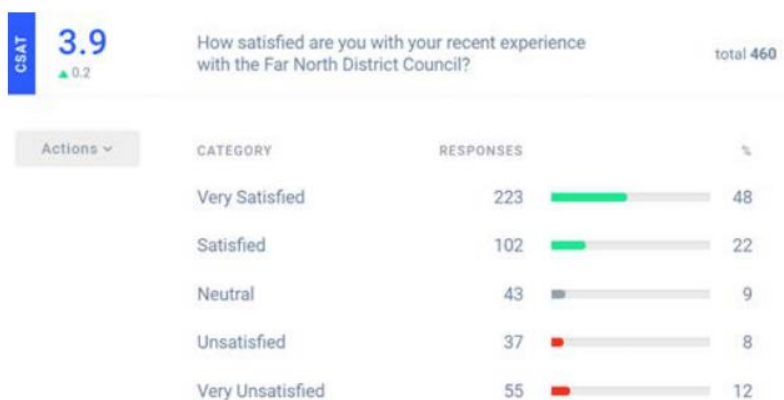 CSAT
3.9
▲ 0.2
How satisfied are you with your recent experience
with the Far North District Council?
total 460
Actions
CATEGORY RESPONSES %
Very Satisfied 223 48
Satisfied 102 22
Neutral 43 9
Unsatisfied 37 8
Very Unsatisfied 55 12